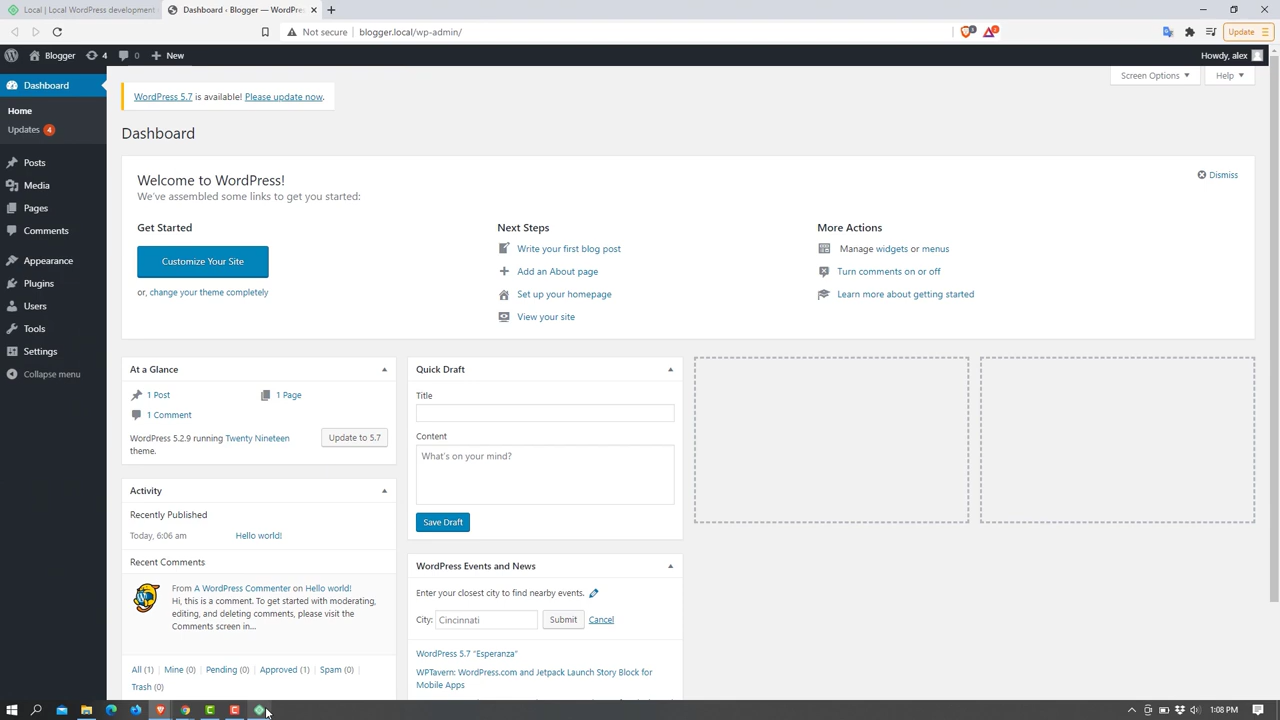 Local | Local WordPress development
Dashboard ‹ Blogger — WordPres
Not secure
blogger.local/wp-admin/
Update
Blogger
4
0
New
Howdy, alex
Dashboard
Home
Updates 4
Posts
Media
Pages
Comments
Appearance
Plugins
Users
Tools
Settings
Collapse menu
Screen Options
Help
WordPress 5.7 is available! Please update now.
Dashboard
Welcome to WordPress!
We've assembled some links to get you started:
Dismiss
Get Started
Customize Your Site
or, change your theme completely
Next Steps
Write your first blog post
Add an About page
Set up your homepage
View your site
More Actions
Manage widgets or menus
Turn comments on or off
Learn more about getting started
At a Glance
1 Post
1 Page
1 Comment
WordPress 5.2.9 running Twenty Nineteen
theme.
Update to 5.7
Activity
Recently Published
Today, 6:06 am
Hello world!
Recent Comments
From A WordPress Commenter on Hello world!
Hi, this is a comment. To get started with moderating,
editing, and deleting comments, please visit the
Comments screen in…
All (1) | Mine (0) | Pending (0) | Approved (1) | Spam (0) |
Trash (0)
Quick Draft
Title
Content
What's on your mind?
Save Draft
WordPress Events and News
Enter your closest city to find nearby events.
City:
Cincinnati
Submit
Cancel
WordPress 5.7 "Esperanza"
WPTavern: WordPress.com and Jetpack Launch Story Block for
Mobile Apps
1:08 PM